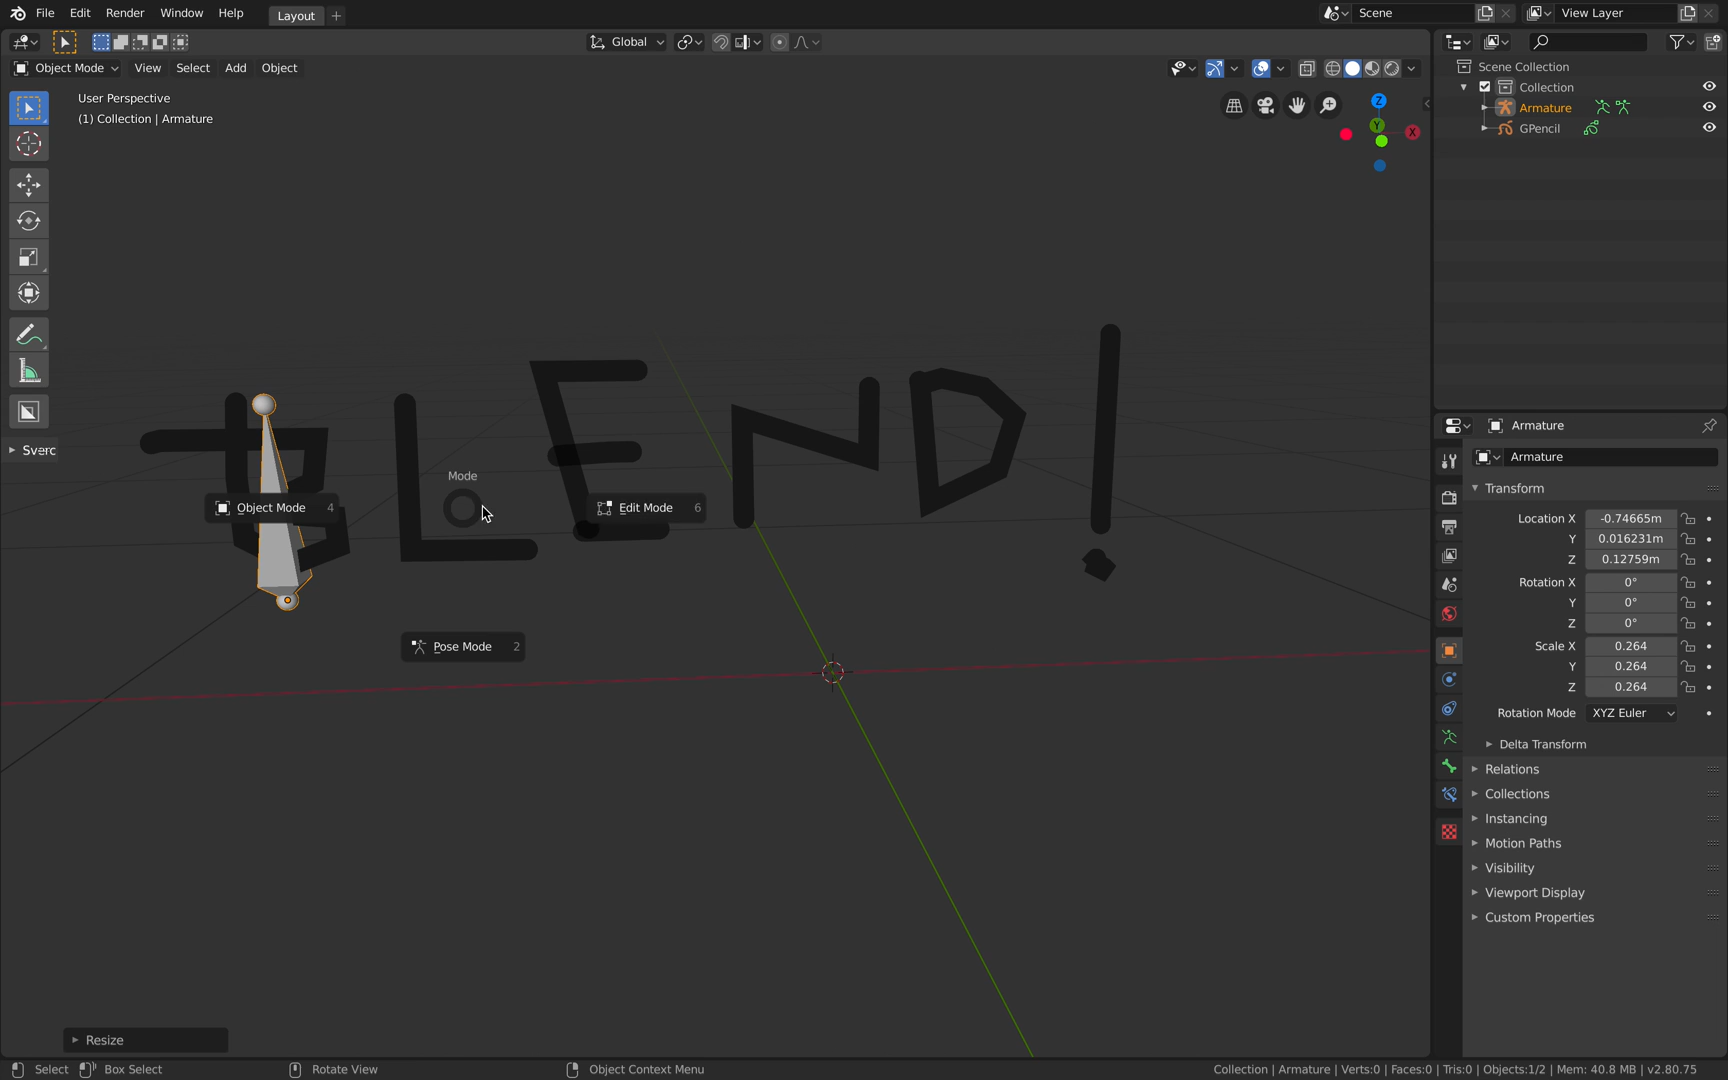 File Edit Render Window Help Layout + Scene View Layer
Global
Object Mode View Select Add Object
User Perspective
(1) Collection | Armature
Z
Y
X
Scene Collection
Collection
Armature
GPencil
BLEND!
Sverc
Mode
Object Mode 4
Edit Mode 6
Pose Mode 2
Resize
Armature
Armature
Transform
Location X -0.74665m
Y 0.016231m
Z 0.12759m
Rotation X 0°
Y 0°
Z 0°
Scale X 0.264
Y 0.264
Z 0.264
Rotation Mode XYZ Euler
Delta Transform
Relations
Collections
Instancing
Motion Paths
Visibility
Viewport Display
Custom Properties
Select Box Select Rotate View Object Context Menu Collection | Armature | Verts:0 | Faces:0 | Tris:0 | Objects:1/2 | Mem: 40.8 MB | v2.80.75